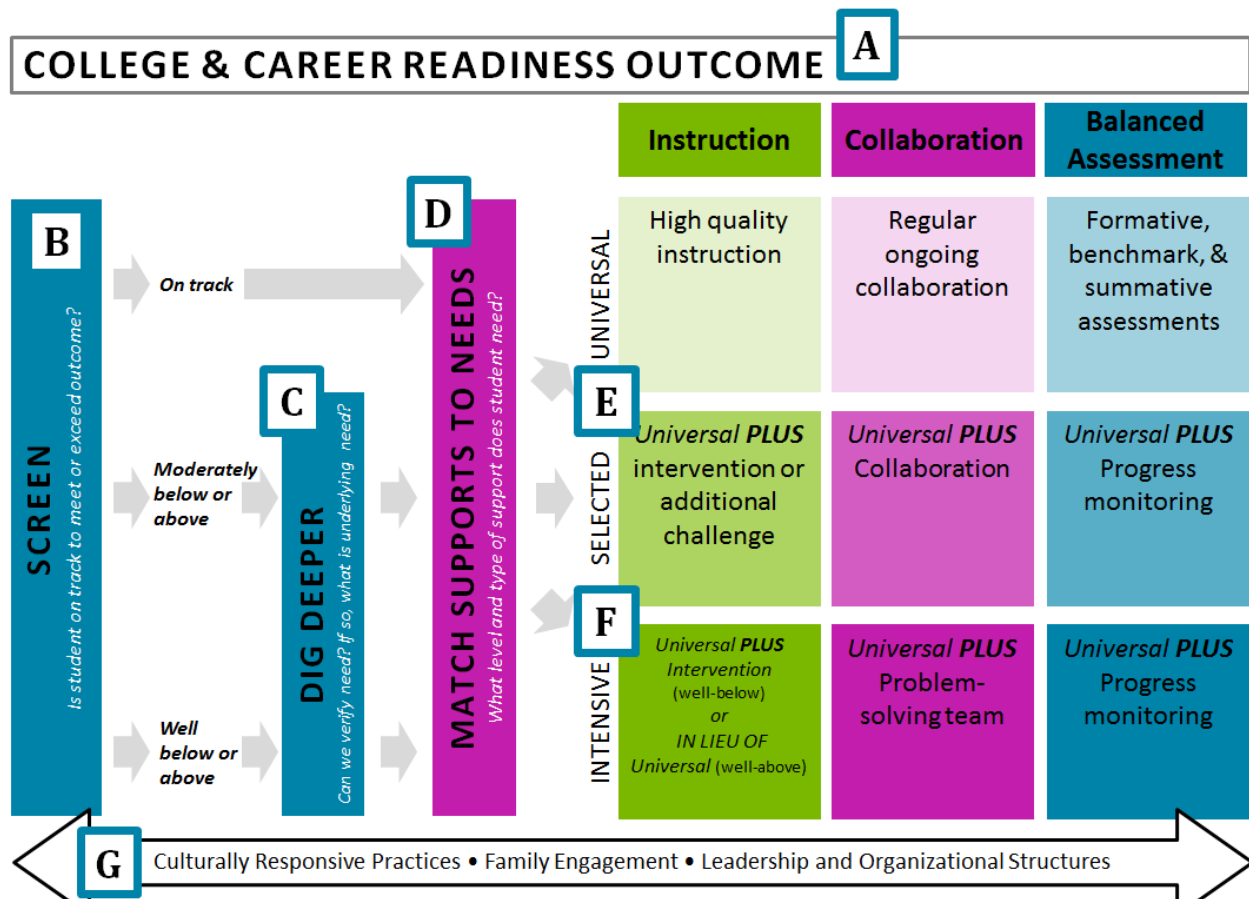 COLLEGE & CAREER READINESS OUTCOME
A
Instruction
Collaboration
Balanced
Assessment
B
SCREEN
Is student on track to meet or exceed outcome?
On track
Moderately
below or
above
Well
below or
above
C
DIG DEEPER
Can we verify need? If so, what is underlying need?
D
MATCH SUPPORTS TO NEEDS
What level and type of support does student need?
UNIVERSAL
High quality
instruction
Regular
ongoing
collaboration
Formative,
benchmark, &
summative
assessments
E
SELECTED
Universal PLUS
intervention or
additional
challenge
Universal PLUS
Collaboration
Universal PLUS
Progress
monitoring
F
INTENSIVE
Universal PLUS
Intervention
(well-below)
or
IN LIEU OF
Universal (well-above)
Universal PLUS
Problem-
solving team
Universal PLUS
Progress
monitoring
G
Culturally Responsive Practices • Family Engagement • Leadership and Organizational Structures